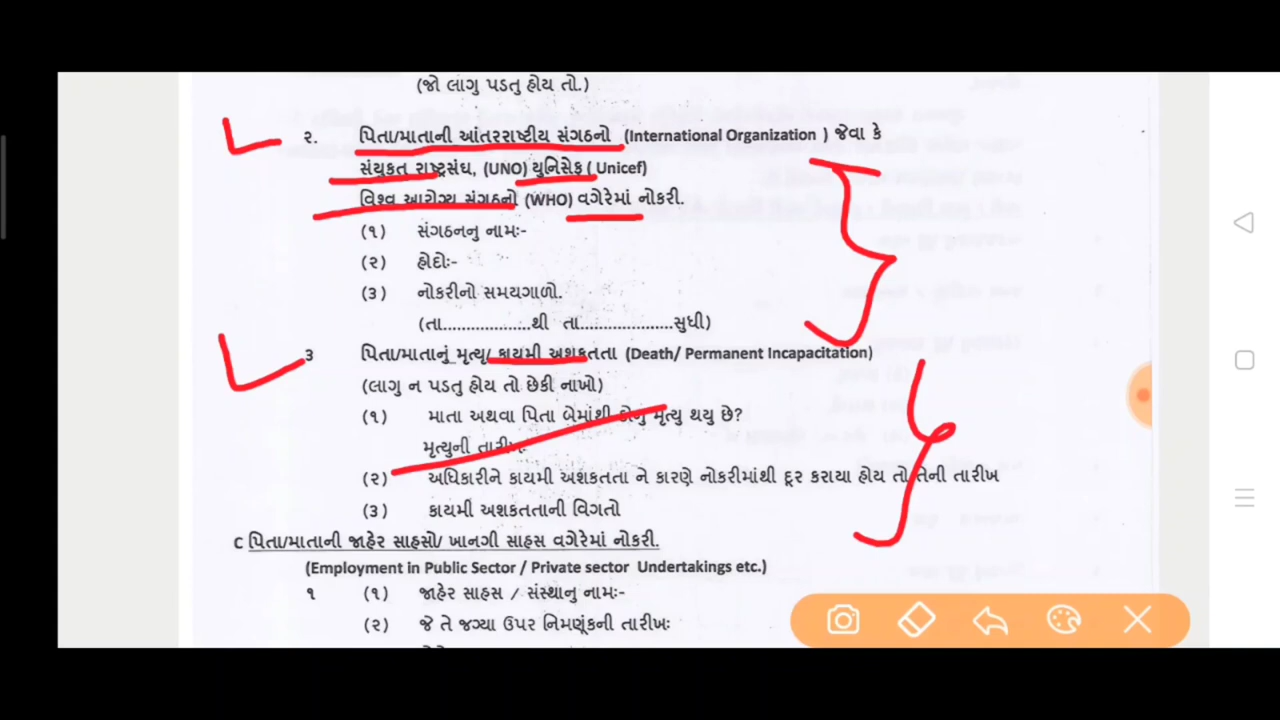 (જો લાગુ પડતુ હોય તો.)
૨. પિતા/માતાની આંતરરાષ્ટ્રીય સંગઠનો (International Organization ) જેવા કે
સંયુકત રાષ્ટ્રસંઘ, (UNO) યુનિસેફ ( Unicef)
વિશ્વ આરોગ્ય સંગઠનો (WHO) વગેરેમાં નોકરી.
(૧) સંગઠનનુ નામઃ-
(૨) હોદોઃ-
(૩) નોકરીનો સમયગાળો.
(તા...................થી તા....................સુધી)
૩ પિતા/માતાનું મૃત્યુ/ કાયમી અશકતતા (Death/ Permanent Incapacitation)
(લાગુ ન પડતુ હોય તો છેકી નાખો)
(૧) માતા અથવા પિતા બેમાંથી કોનુ મૃત્યુ થયુ છે?
મૃત્યુની તારીખઃ
(૨) અધિકારીને કાયમી અશકતતા ને કારણે નોકરીમાંથી દૂર કરાયા હોય તો તેની તારીખ
(૩) કાયમી અશકતતાની વિગતો
C પિતા/માતાની જાહેર સાહસો/ ખાનગી સાહસ વગેરેમાં નોકરી.
(Employment in Public Sector / Private sector Undertakings etc.)
૧ (૧) જાહેર સાહસ / સંસ્થાનુ નામઃ-
(૨) જે તે જગ્યા ઉપર નિમણૂંકની તારીખઃ